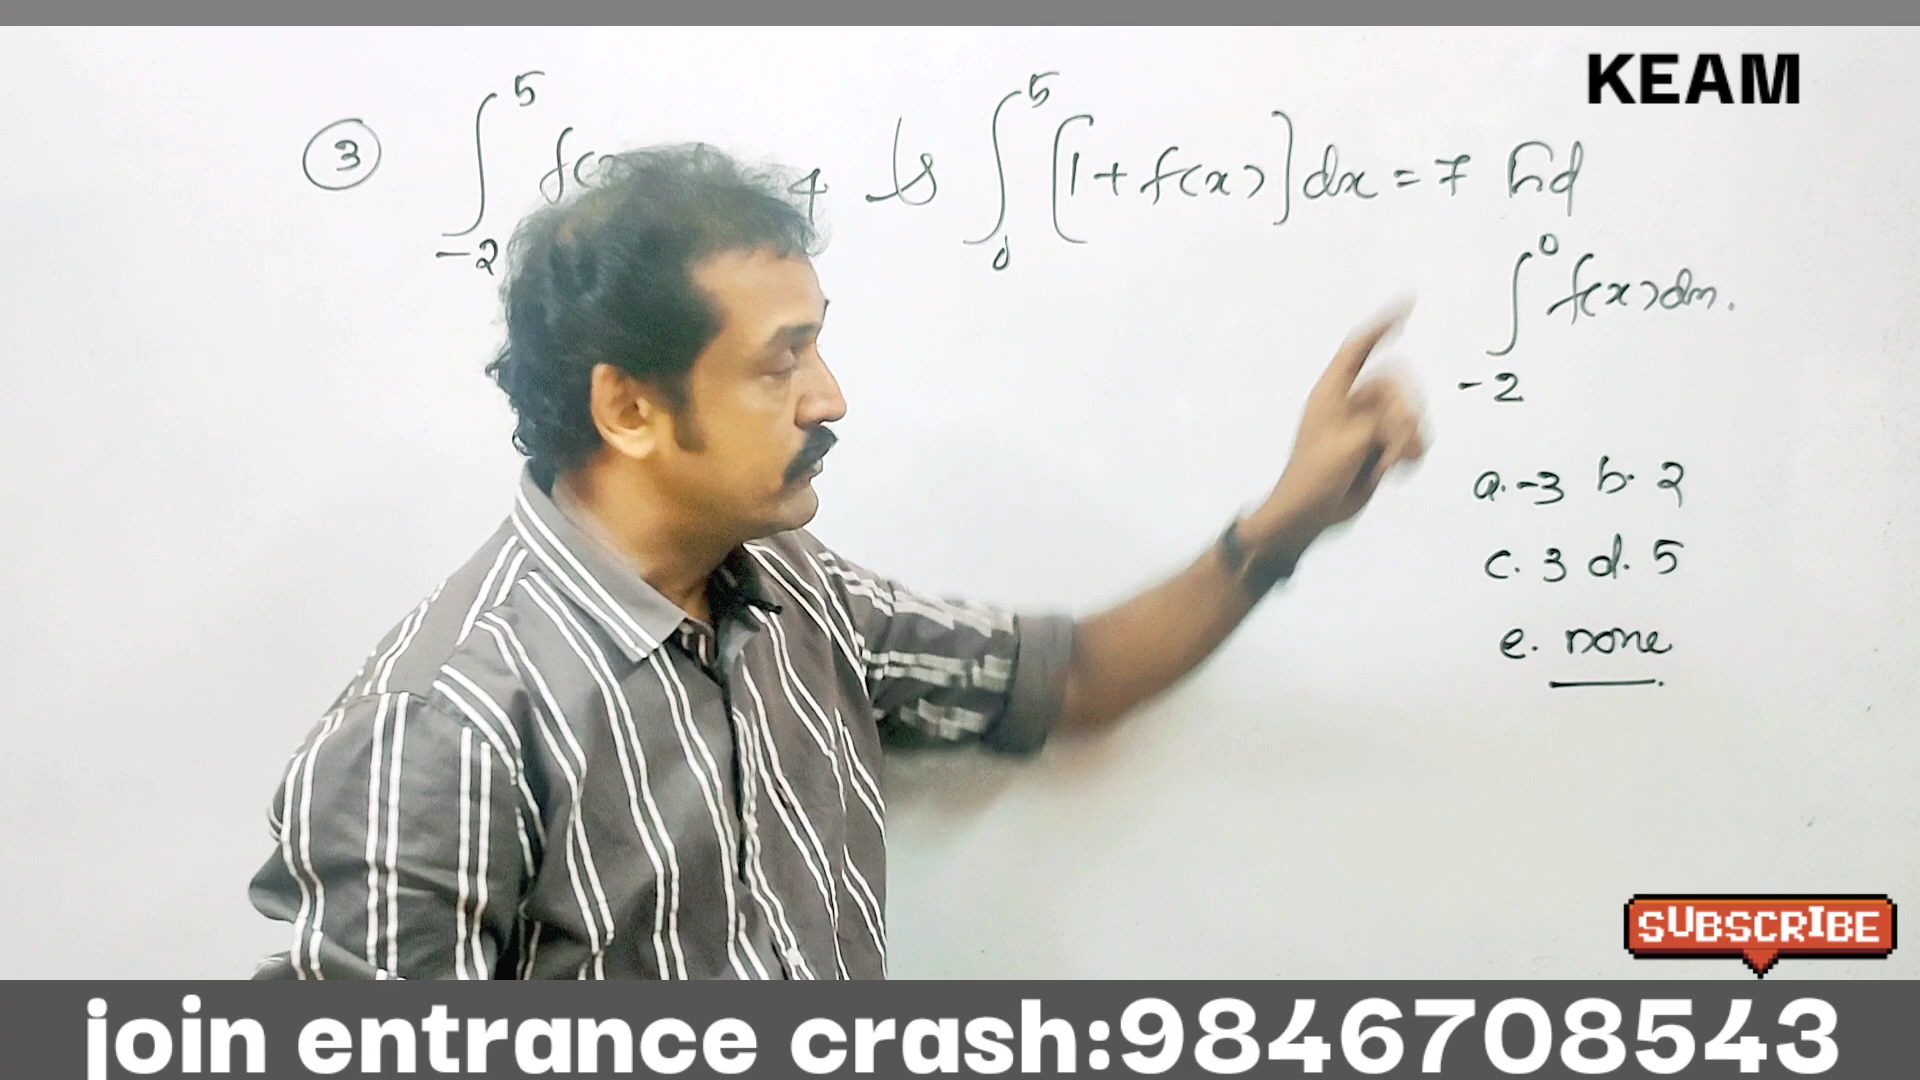 KEAM
③ ∫₋₂⁵ f(x 4 & ∫₀⁵ [1+f(x)]dx = 7 find
∫₋₂⁰ f(x)dx.
a. -3 b. 2
c. 3 d. 5
e. none
SUBSCRIBE
join entrance crash:9846708543